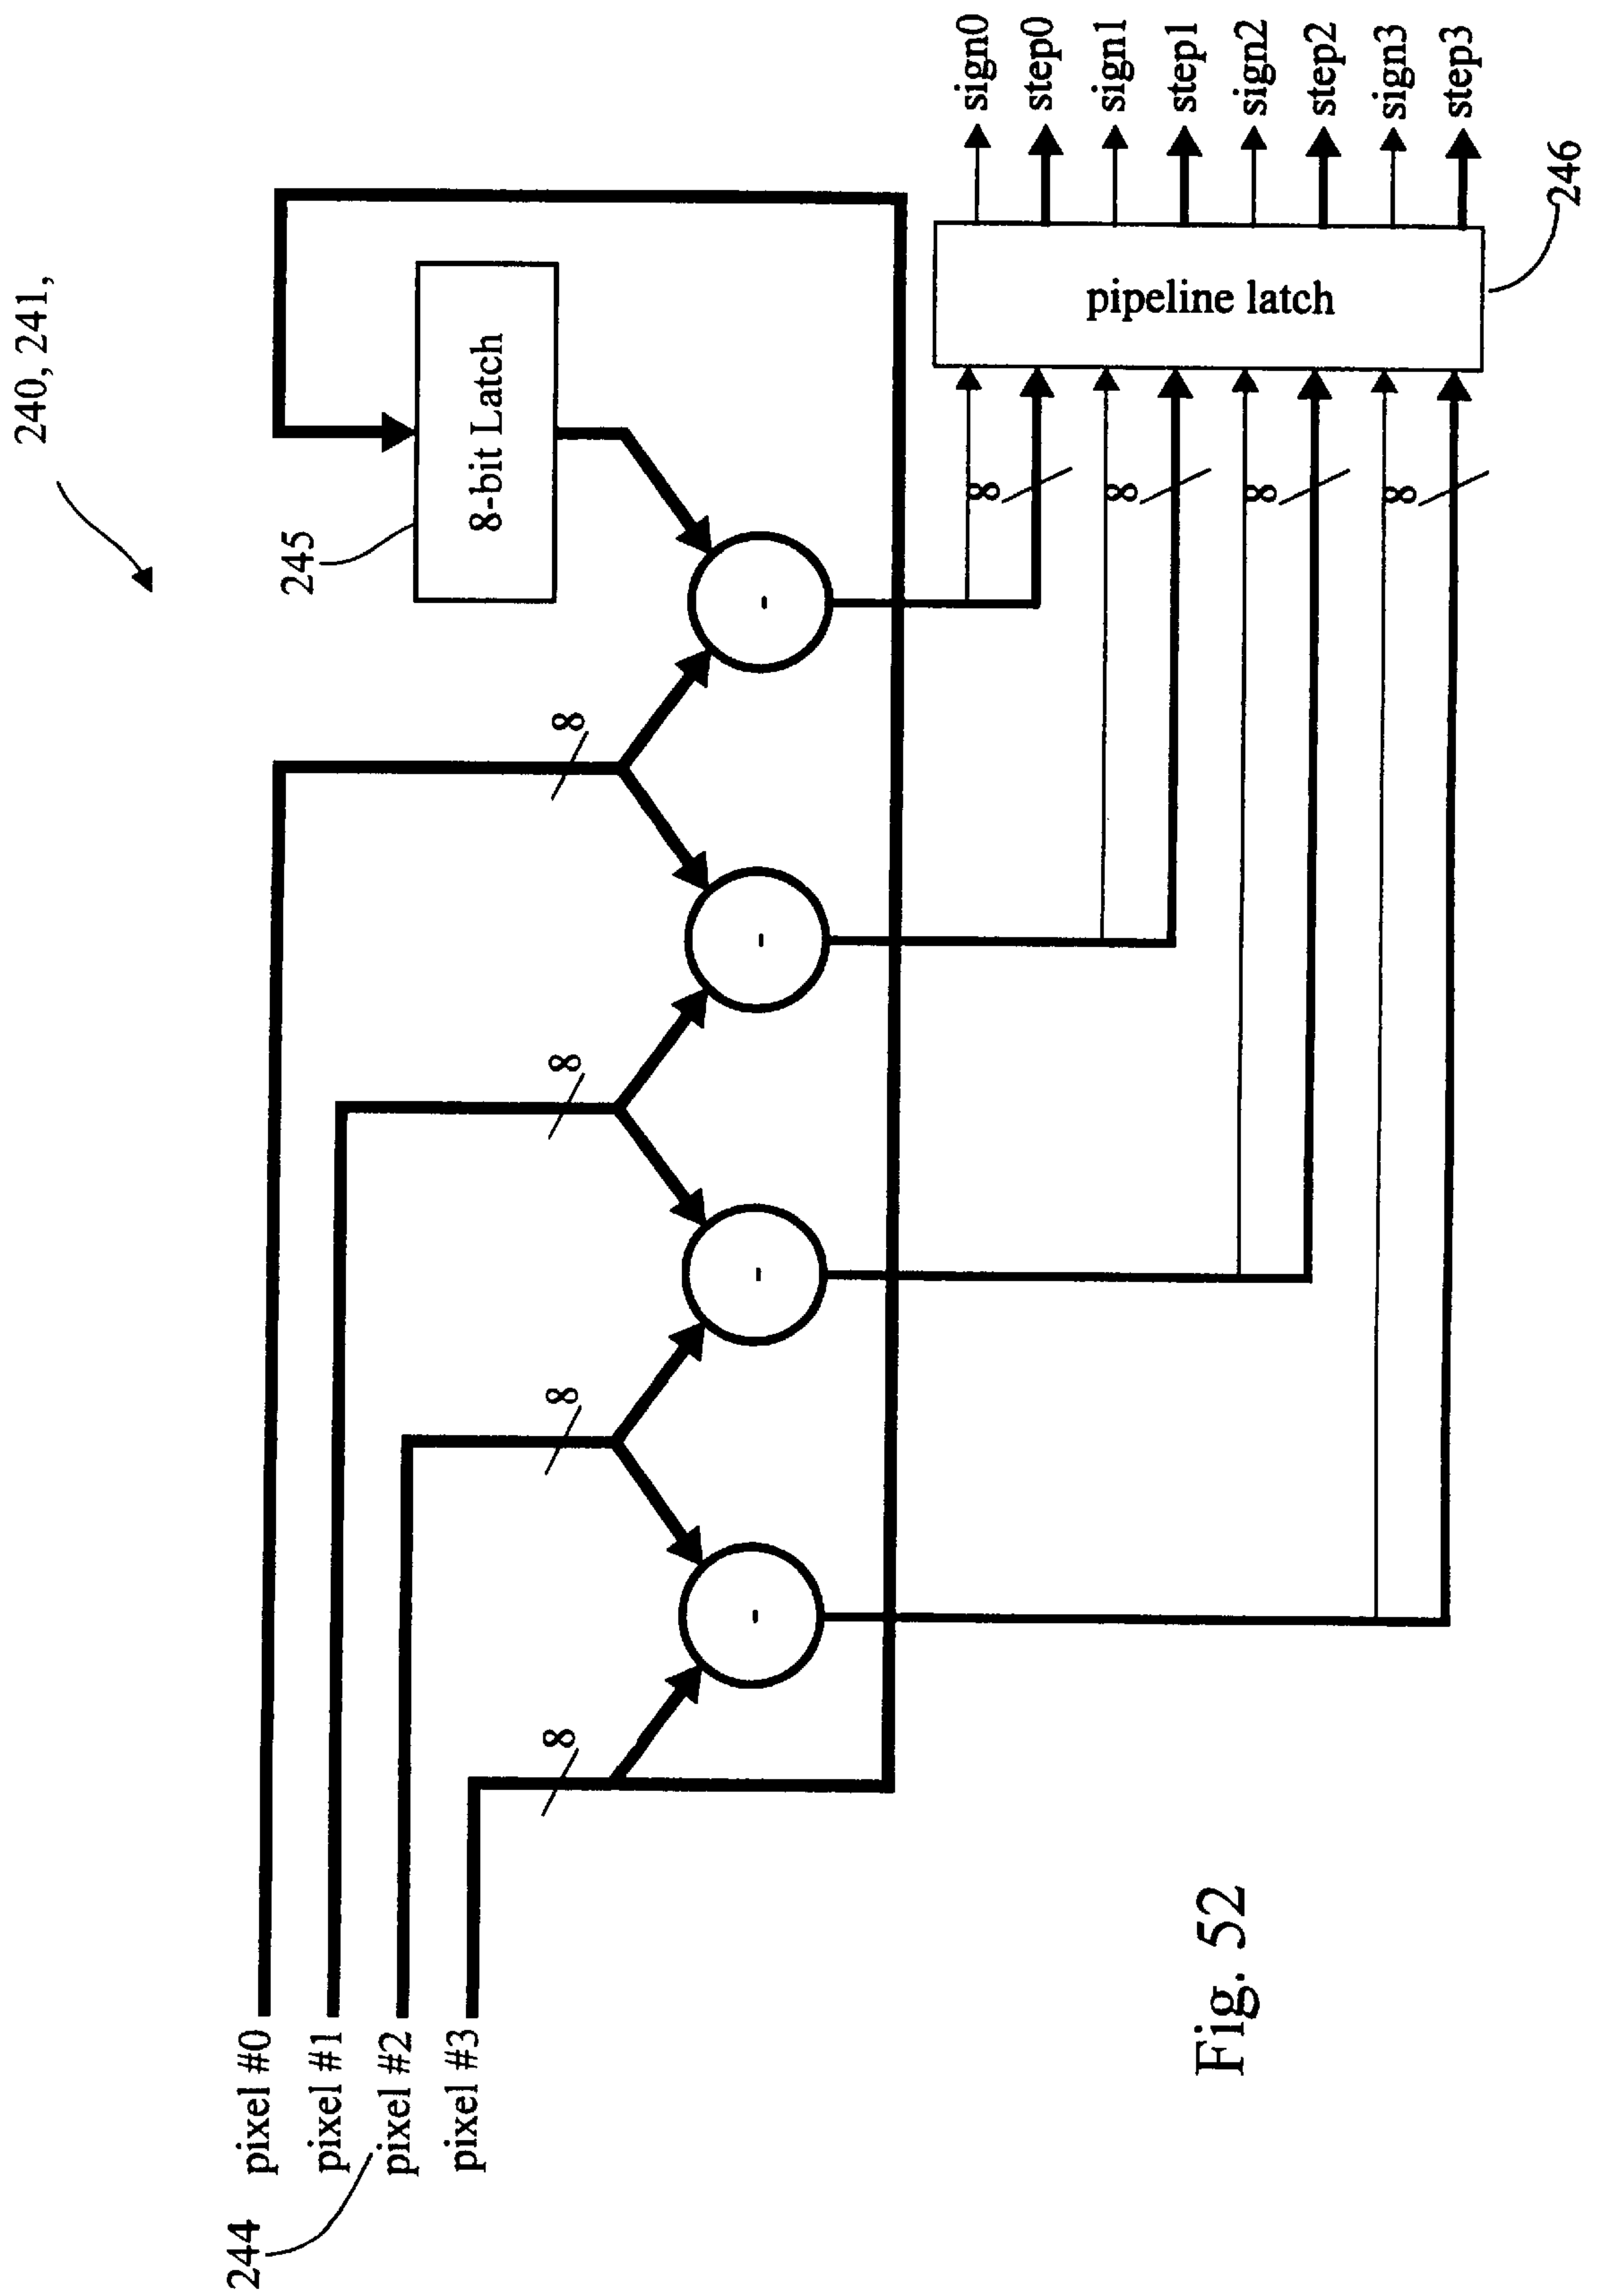 240, 241,
245
8-bit Latch
8
8
8
8
-
-
-
-
pixel #0
pixel #1
pixel #2
pixel #3
244
8
8
8
8
pipeline latch
246
sign0
step0
sign1
step1
sign2
step2
sign3
step3
Fig. 52